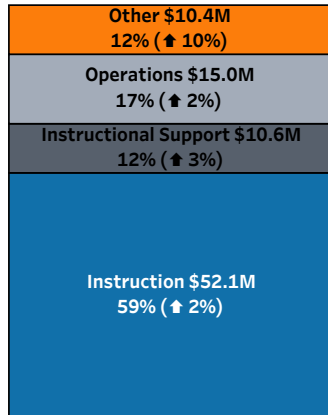 Other $10.4M
12% (⬆ 10%)
Operations $15.0M
17% (⬆ 2%)
Instructional Support $10.6M
12% (⬆ 3%)
Instruction $52.1M
59% (⬆ 2%)